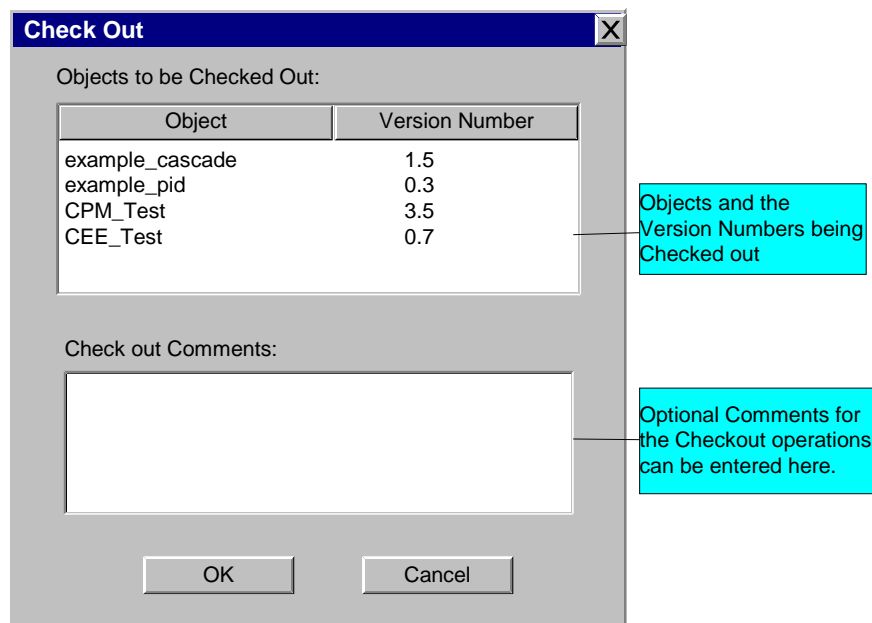 Check Out
X
Objects to be Checked Out:
Object Version Number
example_cascade 1.5
example_pid 0.3
CPM_Test 3.5
CEE_Test 0.7
Objects and the
Version Numbers being
Checked out
Check out Comments:
Optional Comments for
the Checkout operations
can be entered here.
OK Cancel